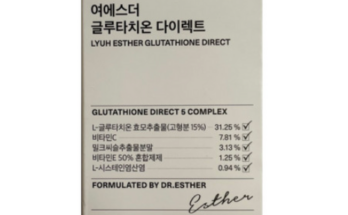 여에스더
글루타치온 다이렉트
LYUH ESTHER GLUTATHIONE DIRECT
GLUTATHIONE DIRECT 5 COMPLEX
L-글루타치온 효모추출물(고형분 15%) 31.25 %
비타민C 7.81 %
밀크씨슬추출물분말 3.13 %
비타민E 50% 혼합제제 1.25 %
L-시스테인염산염 0.94 %
FORMULATED BY DR.ESTHER
Esther